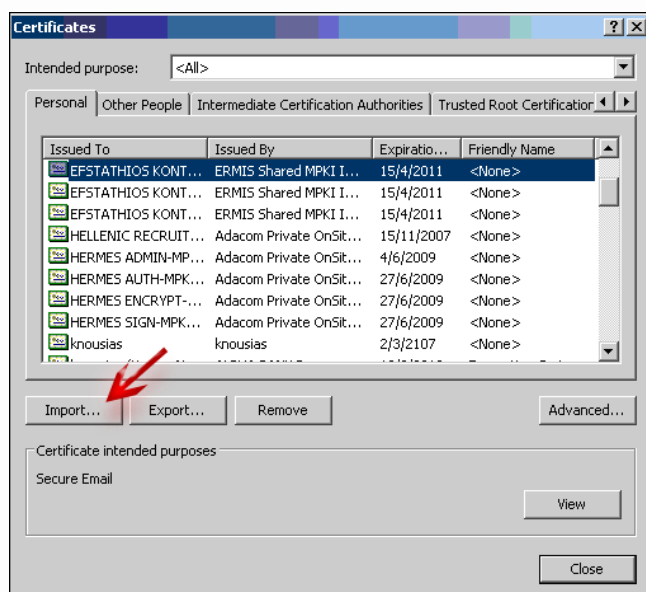 Certificates
Intended purpose: <All>
Personal Other People Intermediate Certification Authorities Trusted Root Certification
Issued To Issued By Expiratio... Friendly Name
EFSTATHIOS KONT... ERMIS Shared MPKI I... 15/4/2011 <None>
EFSTATHIOS KONT... ERMIS Shared MPKI I... 15/4/2011 <None>
EFSTATHIOS KONT... ERMIS Shared MPKI I... 15/4/2011 <None>
HELLENIC RECRUIT... Adacom Private OnSit... 15/11/2007 <None>
HERMES ADMIN-MP... Adacom Private OnSit... 4/6/2009 <None>
HERMES AUTH-MPK... Adacom Private OnSit... 27/6/2009 <None>
HERMES ENCRYPT-... Adacom Private OnSit... 27/6/2009 <None>
HERMES SIGN-MPK... Adacom Private OnSit... 27/6/2009 <None>
knousias knousias 2/3/2107 <None>
Import... Export... Remove Advanced...
Certificate intended purposes
Secure Email
View
Close